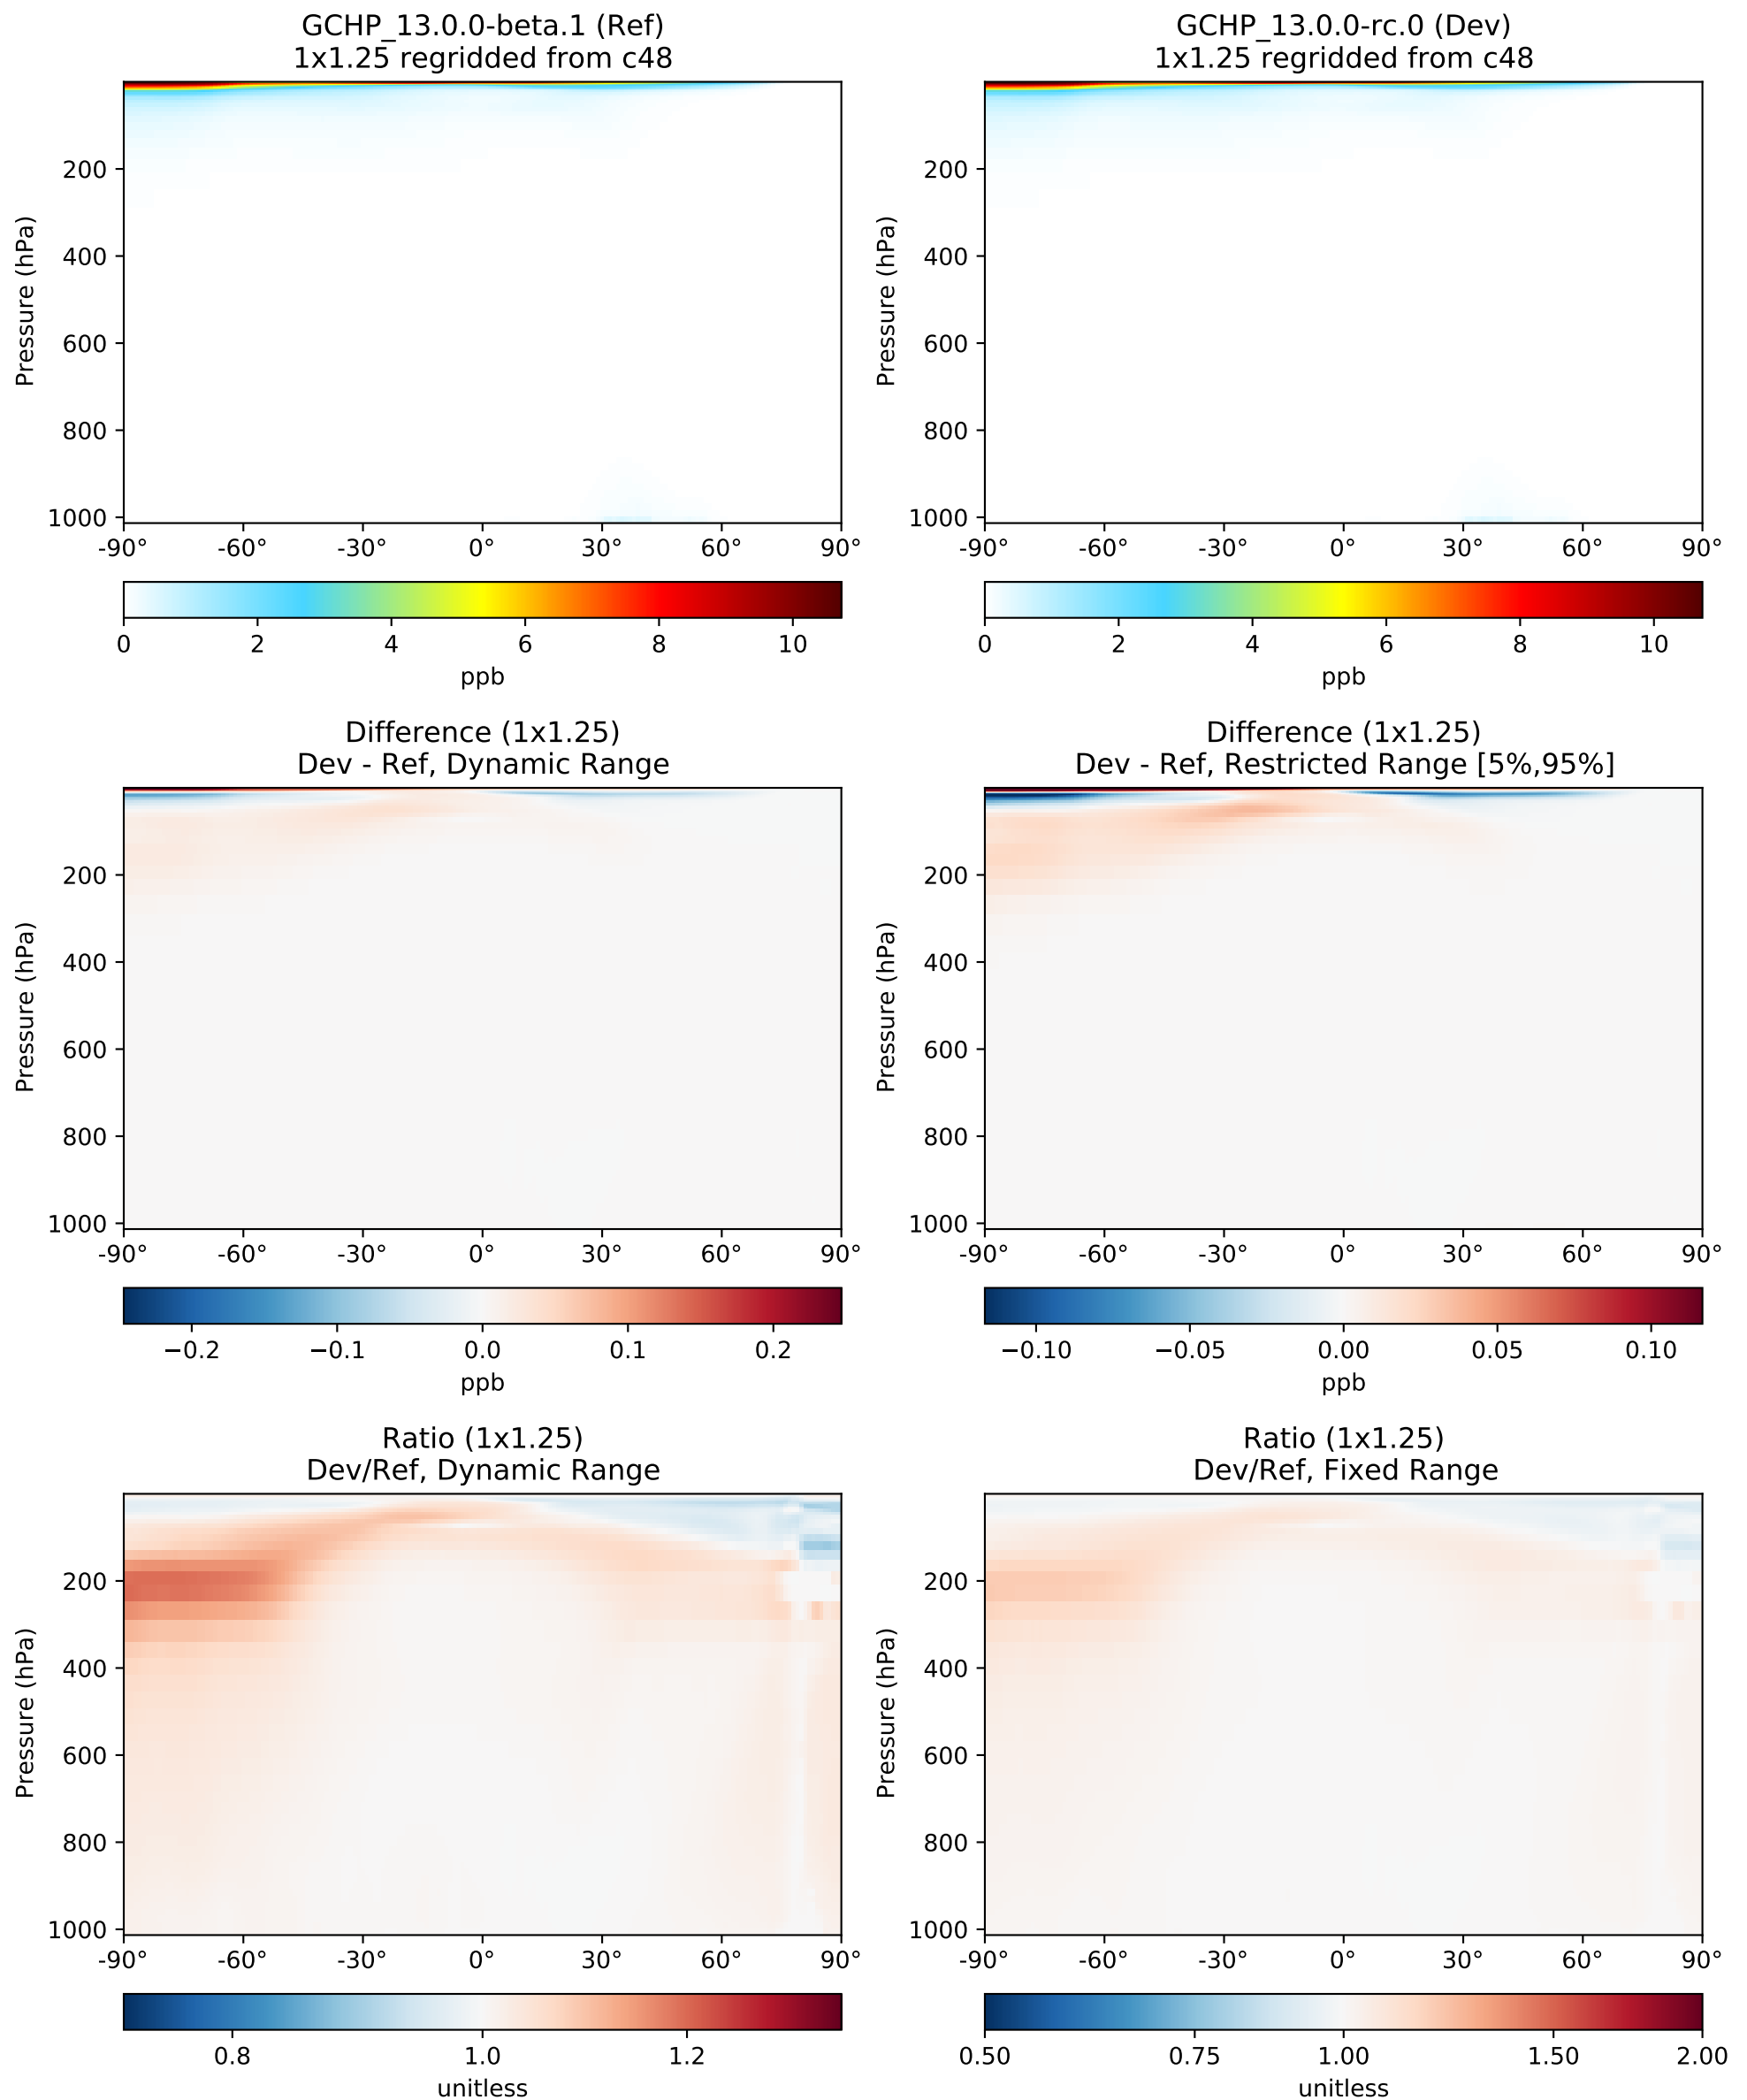 GCHP_13.0.0-beta.1 (Ref)
1x1.25 regridded from c48
Pressure (hPa)
200
400
600
800
1000
-90° -60° -30° 0° 30° 60° 90°
0 2 4 6 8 10
ppb
GCHP_13.0.0-rc.0 (Dev)
1x1.25 regridded from c48
Pressure (hPa)
200
400
600
800
1000
-90° -60° -30° 0° 30° 60° 90°
0 2 4 6 8 10
ppb
Difference (1x1.25)
Dev - Ref, Dynamic Range
Pressure (hPa)
200
400
600
800
1000
-90° -60° -30° 0° 30° 60° 90°
−0.2 −0.1 0.0 0.1 0.2
ppb
Difference (1x1.25)
Dev - Ref, Restricted Range [5%,95%]
Pressure (hPa)
200
400
600
800
1000
-90° -60° -30° 0° 30° 60° 90°
−0.10 −0.05 0.00 0.05 0.10
ppb
Ratio (1x1.25)
Dev/Ref, Dynamic Range
Pressure (hPa)
200
400
600
800
1000
-90° -60° -30° 0° 30° 60° 90°
0.8 1.0 1.2
unitless
Ratio (1x1.25)
Dev/Ref, Fixed Range
Pressure (hPa)
200
400
600
800
1000
-90° -60° -30° 0° 30° 60° 90°
0.50 0.75 1.00 1.50 2.00
unitless